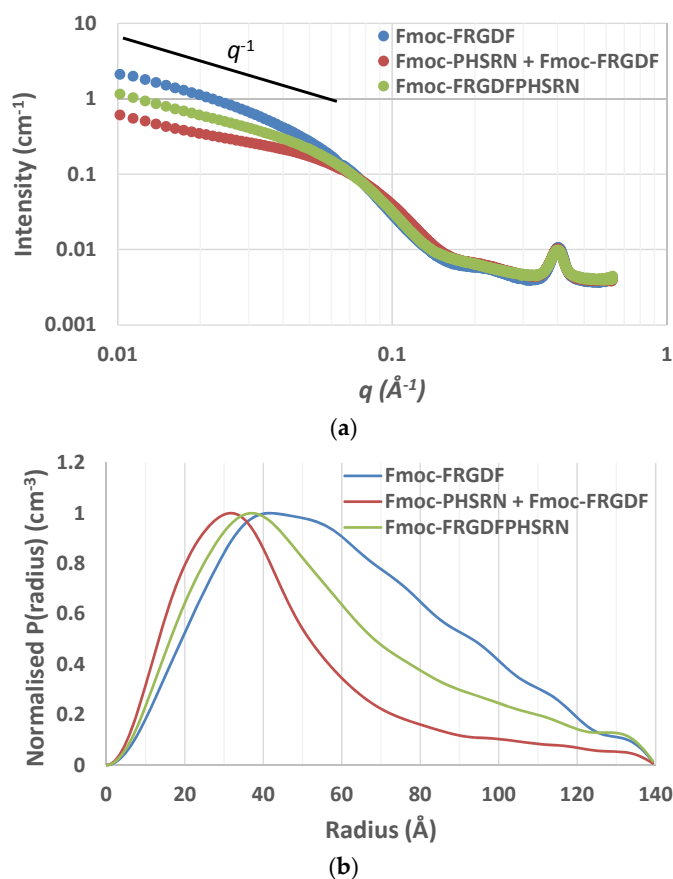 10
1
0.1
0.01
0.001
Intensity (cm⁻¹)
q⁻¹
Fmoc-FRGDF
Fmoc-PHSRN + Fmoc-FRGDF
Fmoc-FRGDFPHSRN
0.01 0.1 1
q (Å⁻¹)
(a)
1.2
1
0.8
0.6
0.4
0.2
0
Normalised P(radius) (cm⁻³)
Fmoc-FRGDF
Fmoc-PHSRN + Fmoc-FRGDF
Fmoc-FRGDFPHSRN
0 20 40 60 80 100 120 140
Radius (Å)
(b)